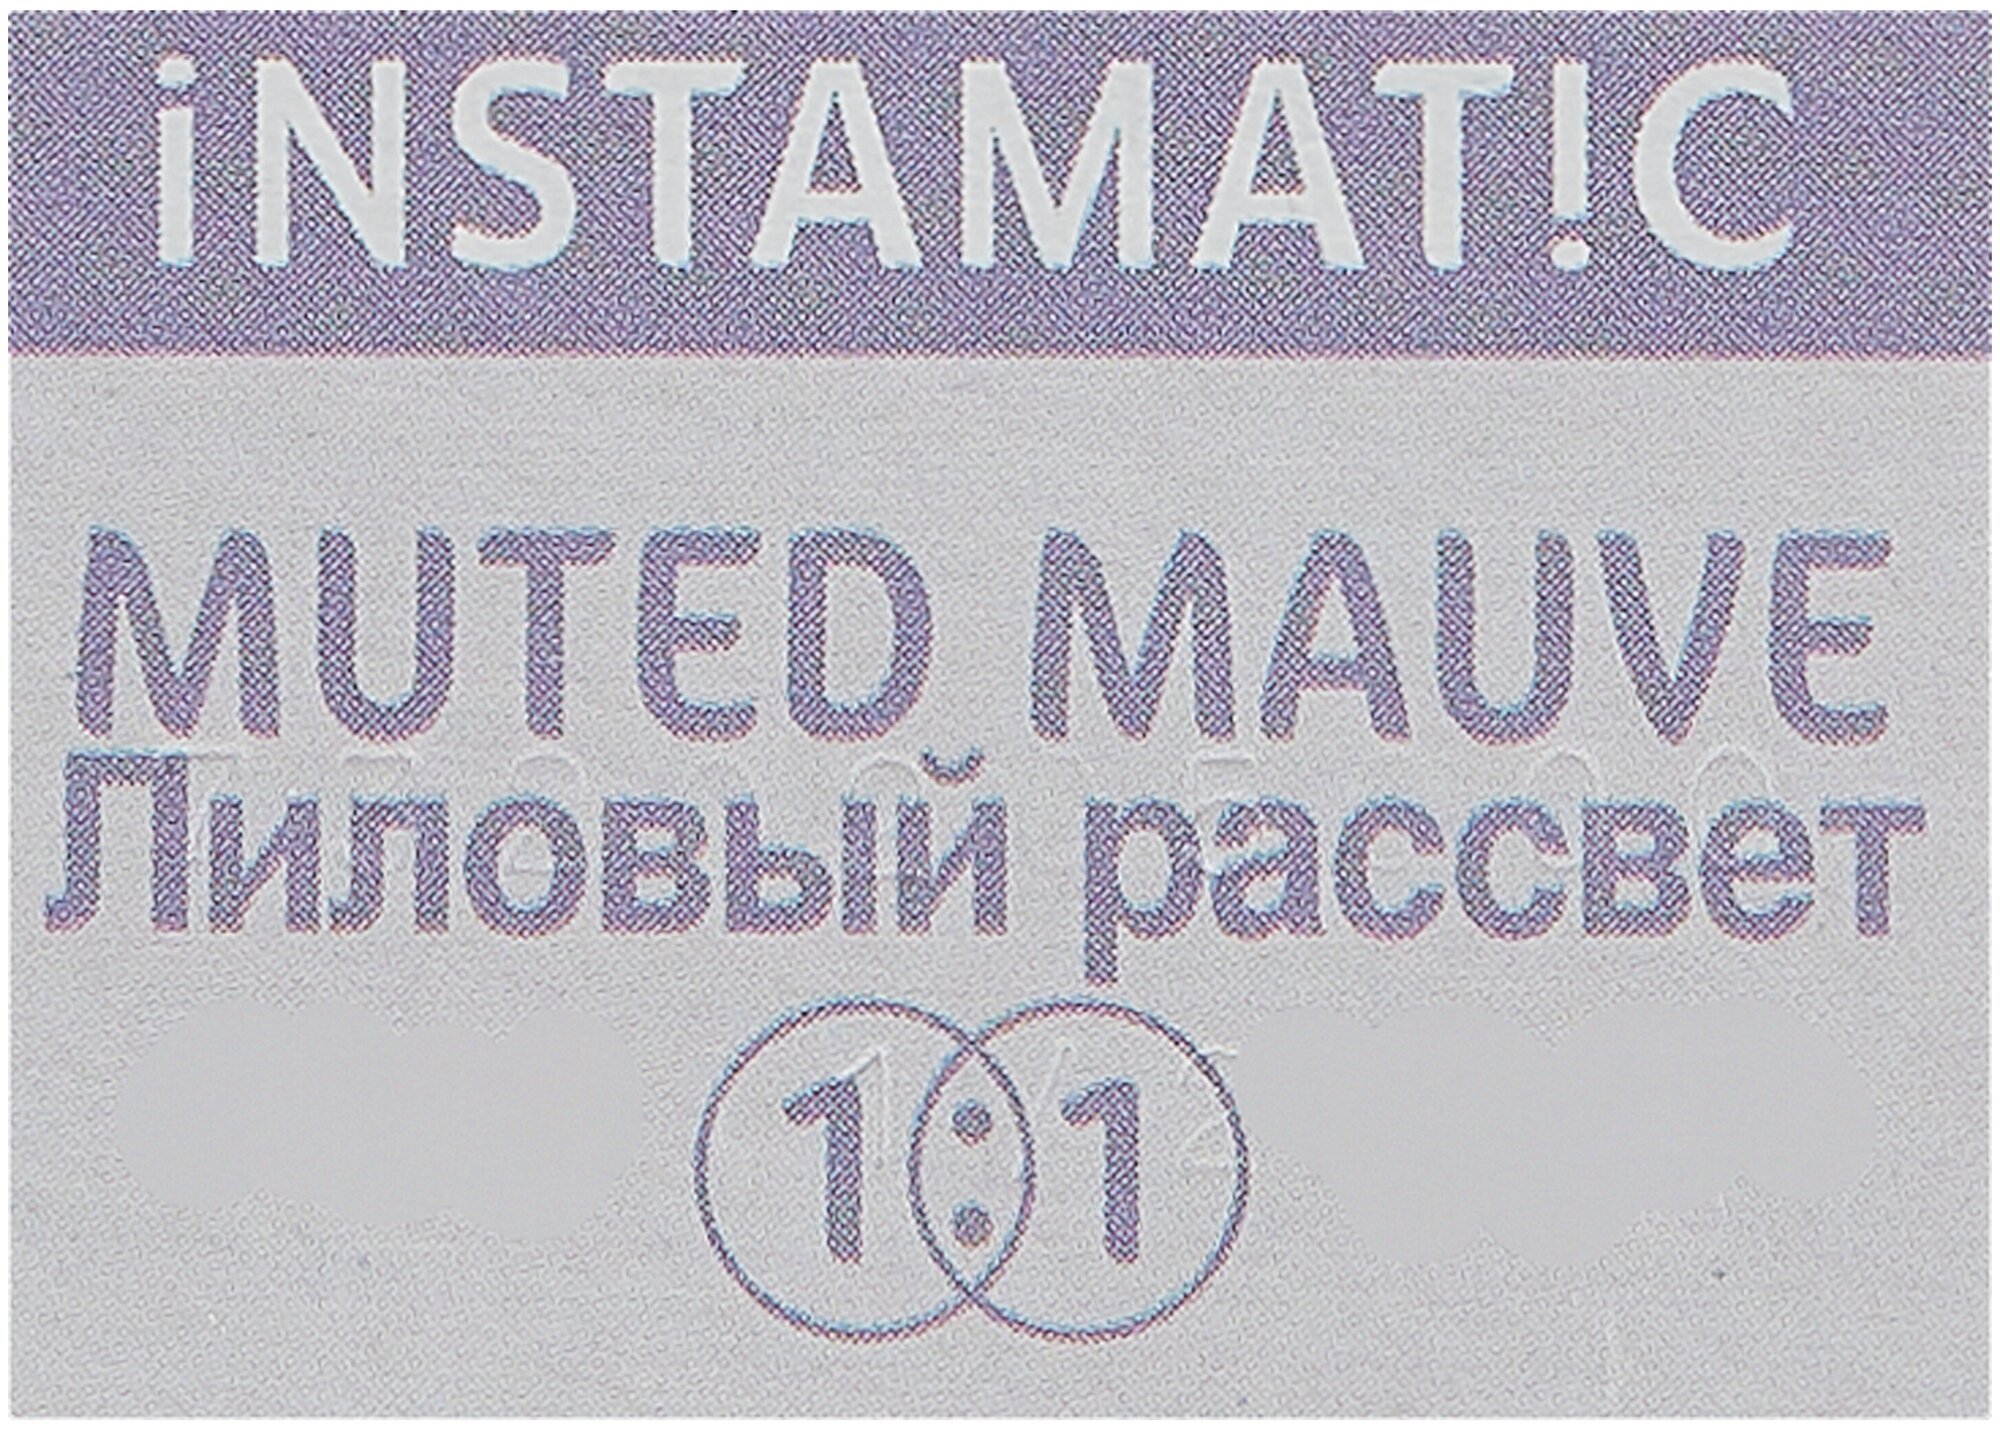 iNSTAMAT!C
MUTED MAUVE
Лиловый рассвет
1:1